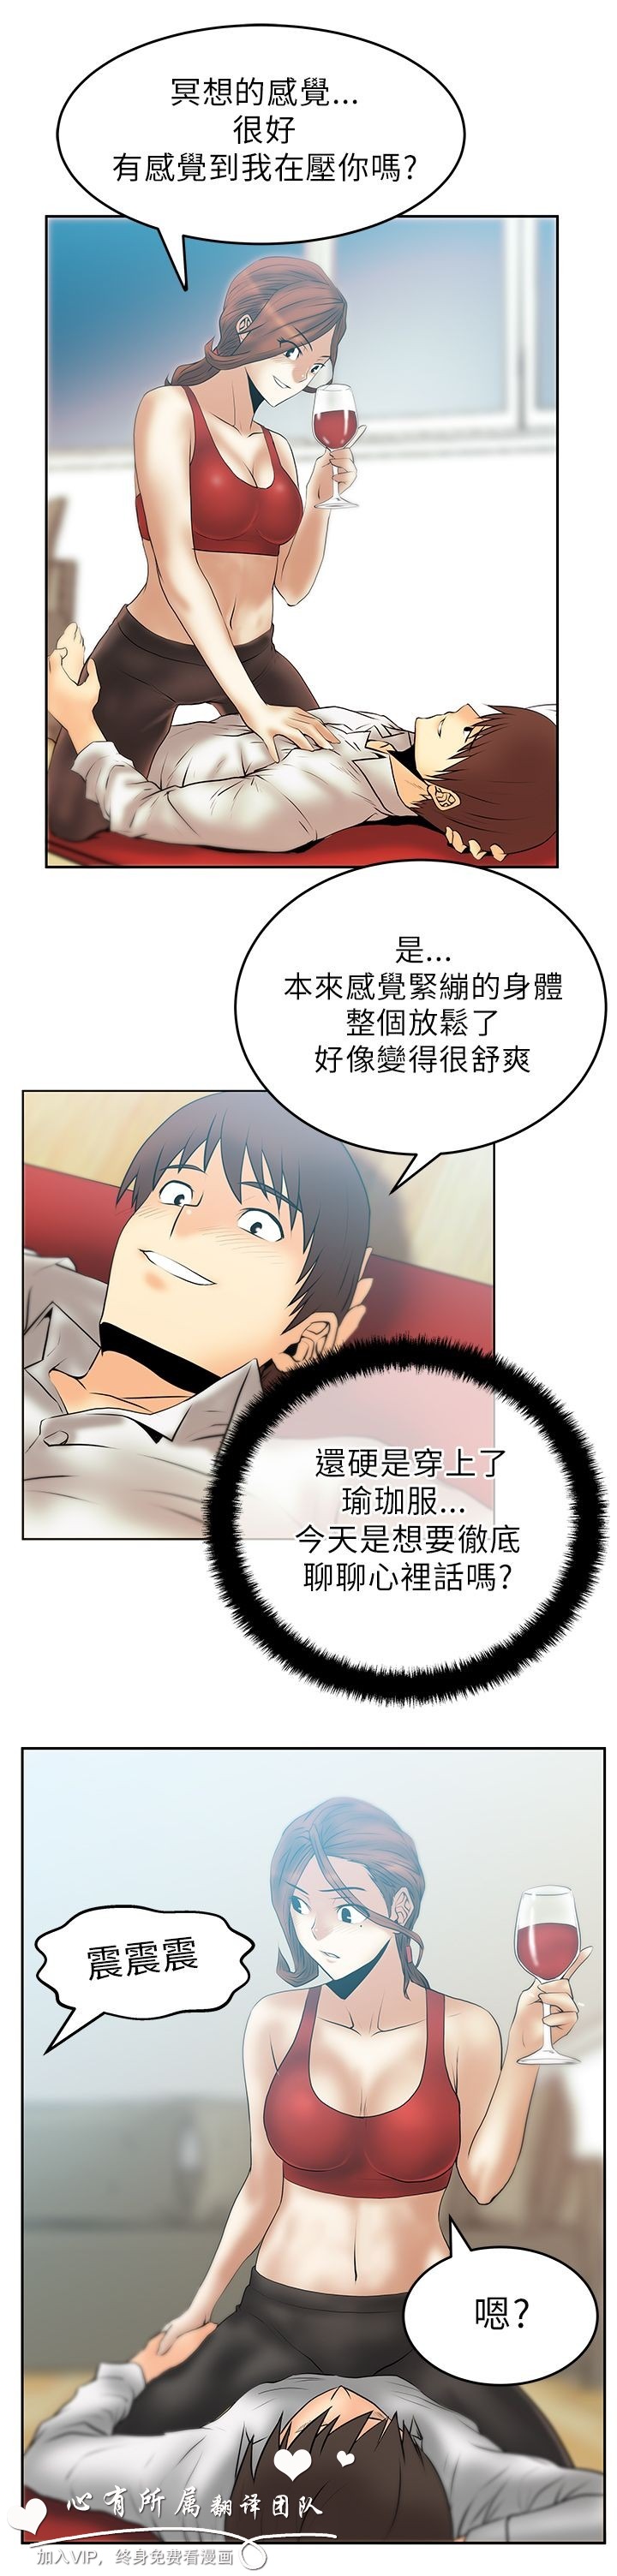 冥想的感覺...
很好
有感覺到我在壓你嗎?
是...
本來感覺緊繃的身體
整個放鬆了
好像變得很舒爽
還硬是穿上了
瑜珈服...
今天是想要徹底
聊聊心裡話嗎?
震震震
嗯?
心有所属翻译团队
加入VIP，终身免费看漫画